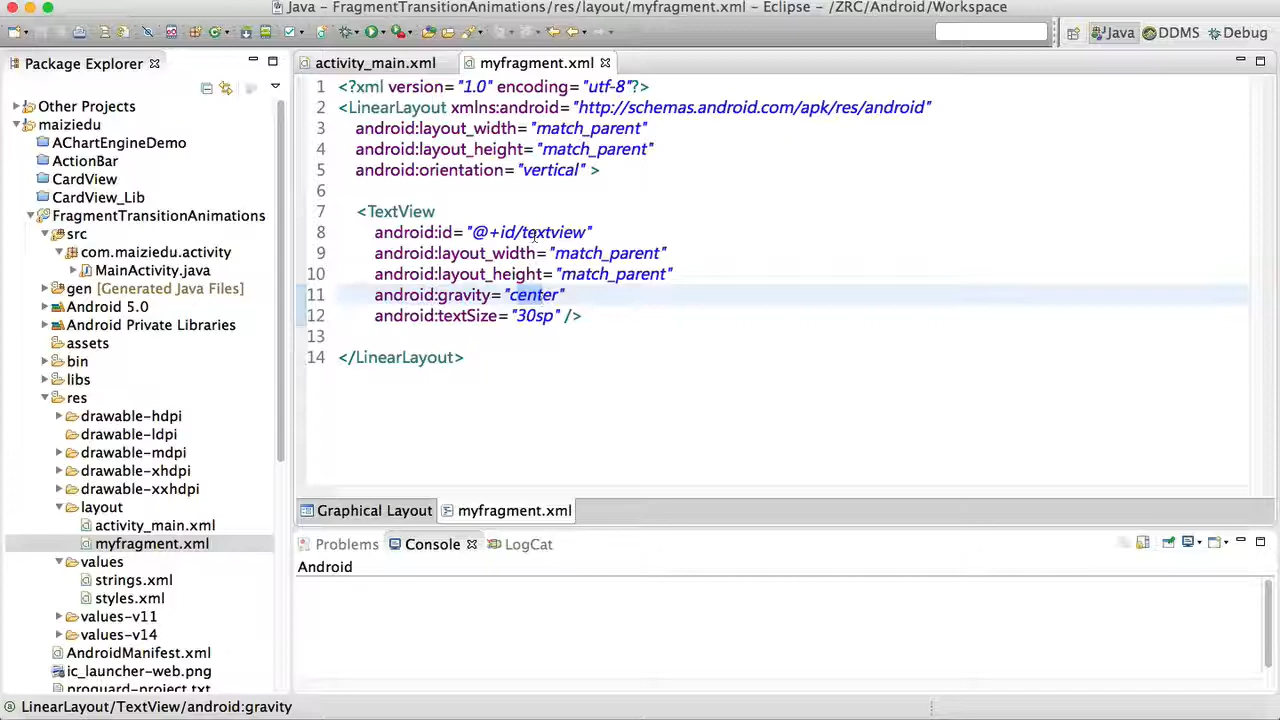 Java – FragmentTransitionAnimations/res/layout/myfragment.xml – Eclipse – /ZRC/Android/Workspace
Java DDMS Debug
Package Explorer
activity_main.xml myfragment.xml
Other Projects
maiziedu
AChartEngineDemo
ActionBar
CardView
CardView_Lib
FragmentTransitionAnimations
src
com.maiziedu.activity
MainActivity.java
gen [Generated Java Files]
Android 5.0
Android Private Libraries
assets
bin
libs
res
drawable-hdpi
drawable-ldpi
drawable-mdpi
drawable-xhdpi
drawable-xxhdpi
layout
activity_main.xml
myfragment.xml
values
strings.xml
styles.xml
values-v11
values-v14
AndroidManifest.xml
ic_launcher-web.png
proguard-project.txt
1 <?xml version="1.0" encoding="utf-8"?>
2 <LinearLayout xmlns:android="http://schemas.android.com/apk/res/android"
3 android:layout_width="match_parent"
4 android:layout_height="match_parent"
5 android:orientation="vertical" >
6
7 <TextView
8 android:id="@+id/textview"
9 android:layout_width="match_parent"
10 android:layout_height="match_parent"
11 android:gravity="center"
12 android:textSize="30sp" />
13
14 </LinearLayout>
Graphical Layout myfragment.xml
Problems Console LogCat
Android
LinearLayout/TextView/android:gravity